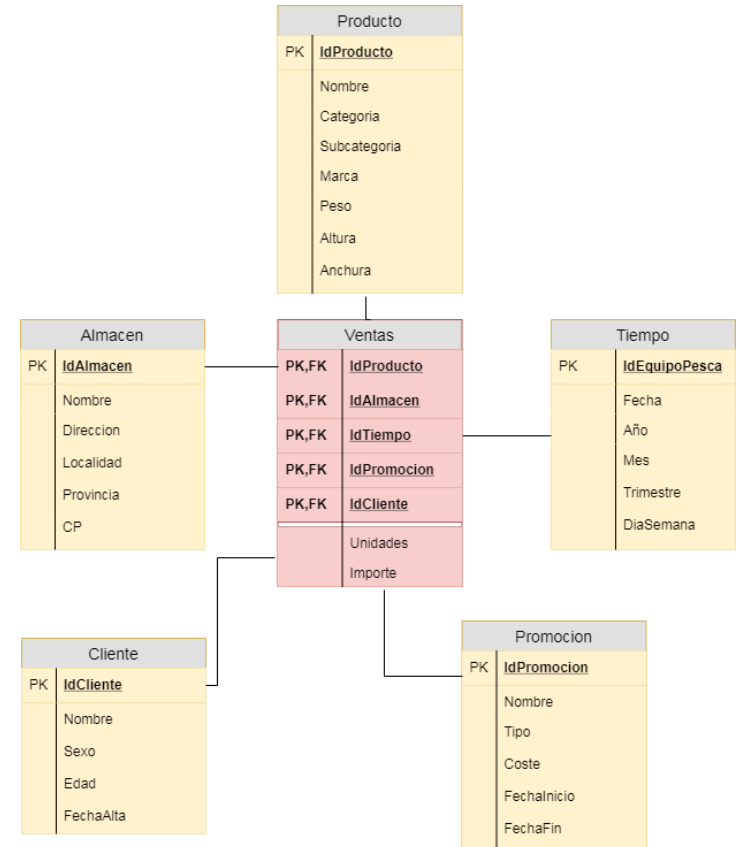 Producto
PK IdProducto
Nombre
Categoria
Subcategoria
Marca
Peso
Altura
Anchura
Almacen
PK IdAlmacen
Nombre
Direccion
Localidad
Provincia
CP
Ventas
PK,FK IdProducto
PK,FK IdAlmacen
PK,FK IdTiempo
PK,FK IdPromocion
PK,FK IdCliente
Unidades
Importe
Tiempo
PK IdEquipoPesca
Fecha
Año
Mes
Trimestre
DiaSemana
Cliente
PK IdCliente
Nombre
Sexo
Edad
FechaAlta
Promocion
PK IdPromocion
Nombre
Tipo
Coste
FechaInicio
FechaFin